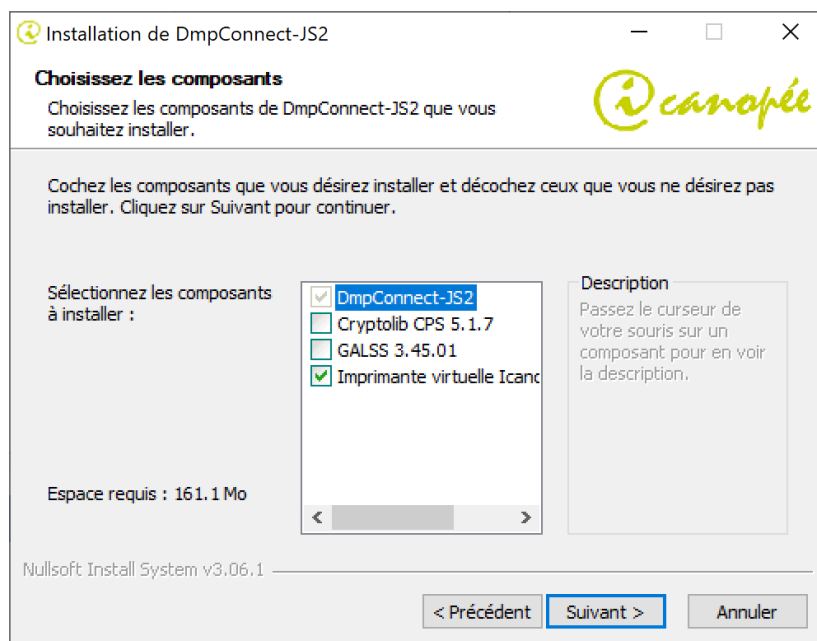 Installation de DmpConnect-JS2
Choisissez les composants
Choisissez les composants de DmpConnect-JS2 que vous
souhaitez installer.
icanopée
Cochez les composants que vous désirez installer et décochez ceux que vous ne désirez pas
installer. Cliquez sur Suivant pour continuer.
Sélectionnez les composants
à installer :
DmpConnect-JS2
Cryptolib CPS 5.1.7
GALSS 3.45.01
Imprimante virtuelle
Description
Passez le curseur de
votre souris sur un
composant pour en voir
la description.
Espace requis : 161.1 Mo
Nullsoft Install System v3.06.1
< Précédent
Suivant >
Annuler